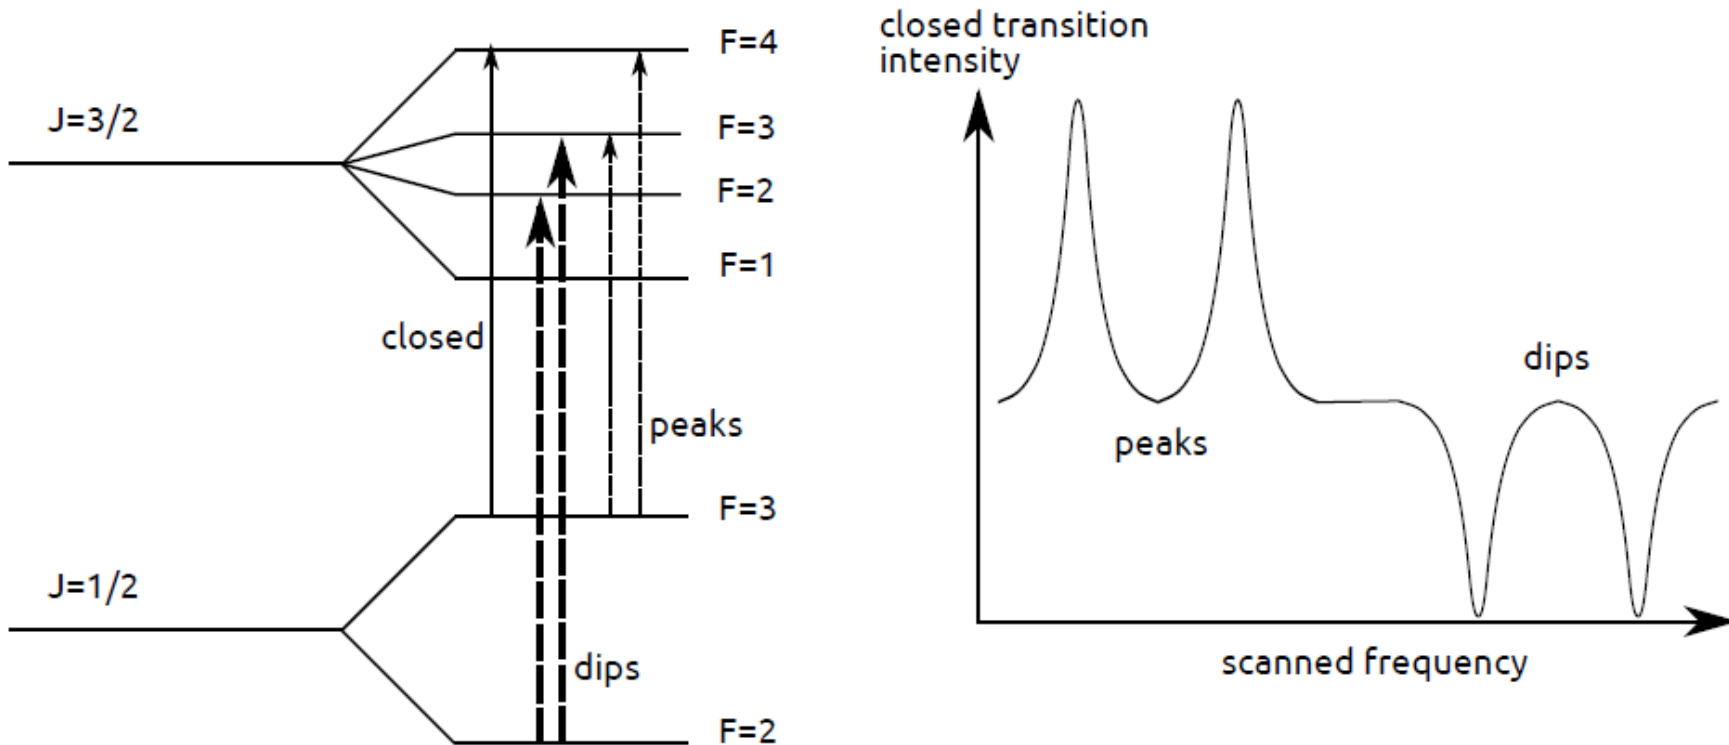 F=4
J=3/2
F=3
F=2
F=1
closed
peaks
F=3
J=1/2
dips
F=2
closed transition
intensity
dips
peaks
scanned frequency